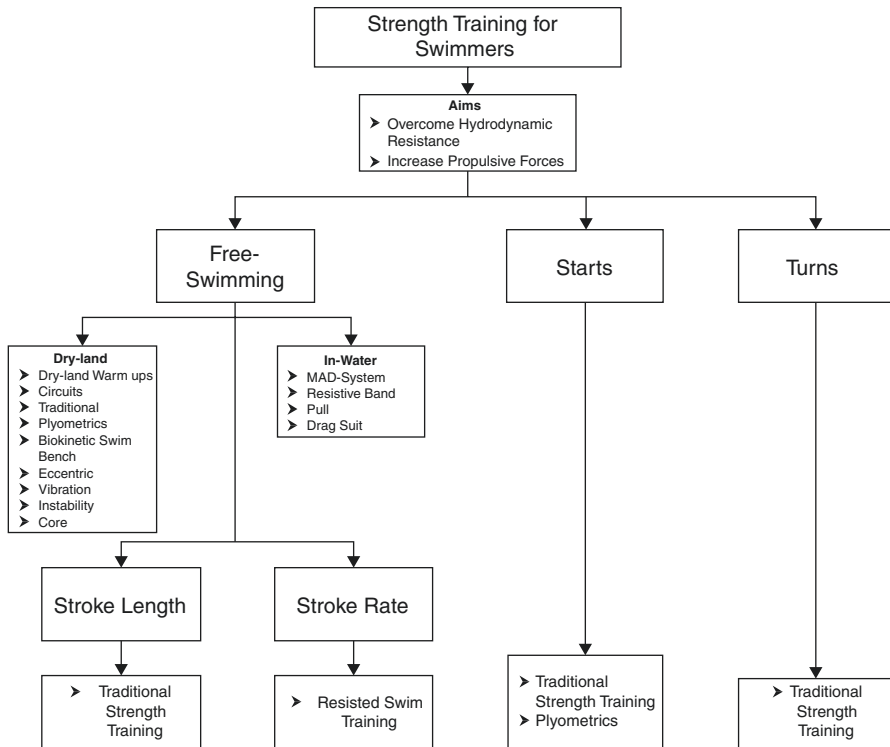 Strength Training for
Swimmers
Aims
➤ Overcome Hydrodynamic
Resistance
➤ Increase Propulsive Forces
Free-
Swimming
Starts
Turns
Dry-land
➤ Dry-land Warm ups
➤ Circuits
➤ Traditional
➤ Plyometrics
➤ Biokinetic Swim
Bench
➤ Eccentric
➤ Vibration
➤ Instability
➤ Core
In-Water
➤ MAD-System
➤ Resistive Band
➤ Pull
➤ Drag Suit
Stroke Length
Stroke Rate
➤ Traditional
Strength
Training
➤ Resisted Swim
Training
➤ Traditional
Strength Training
➤ Plyometrics
➤ Traditional
Strength
Training